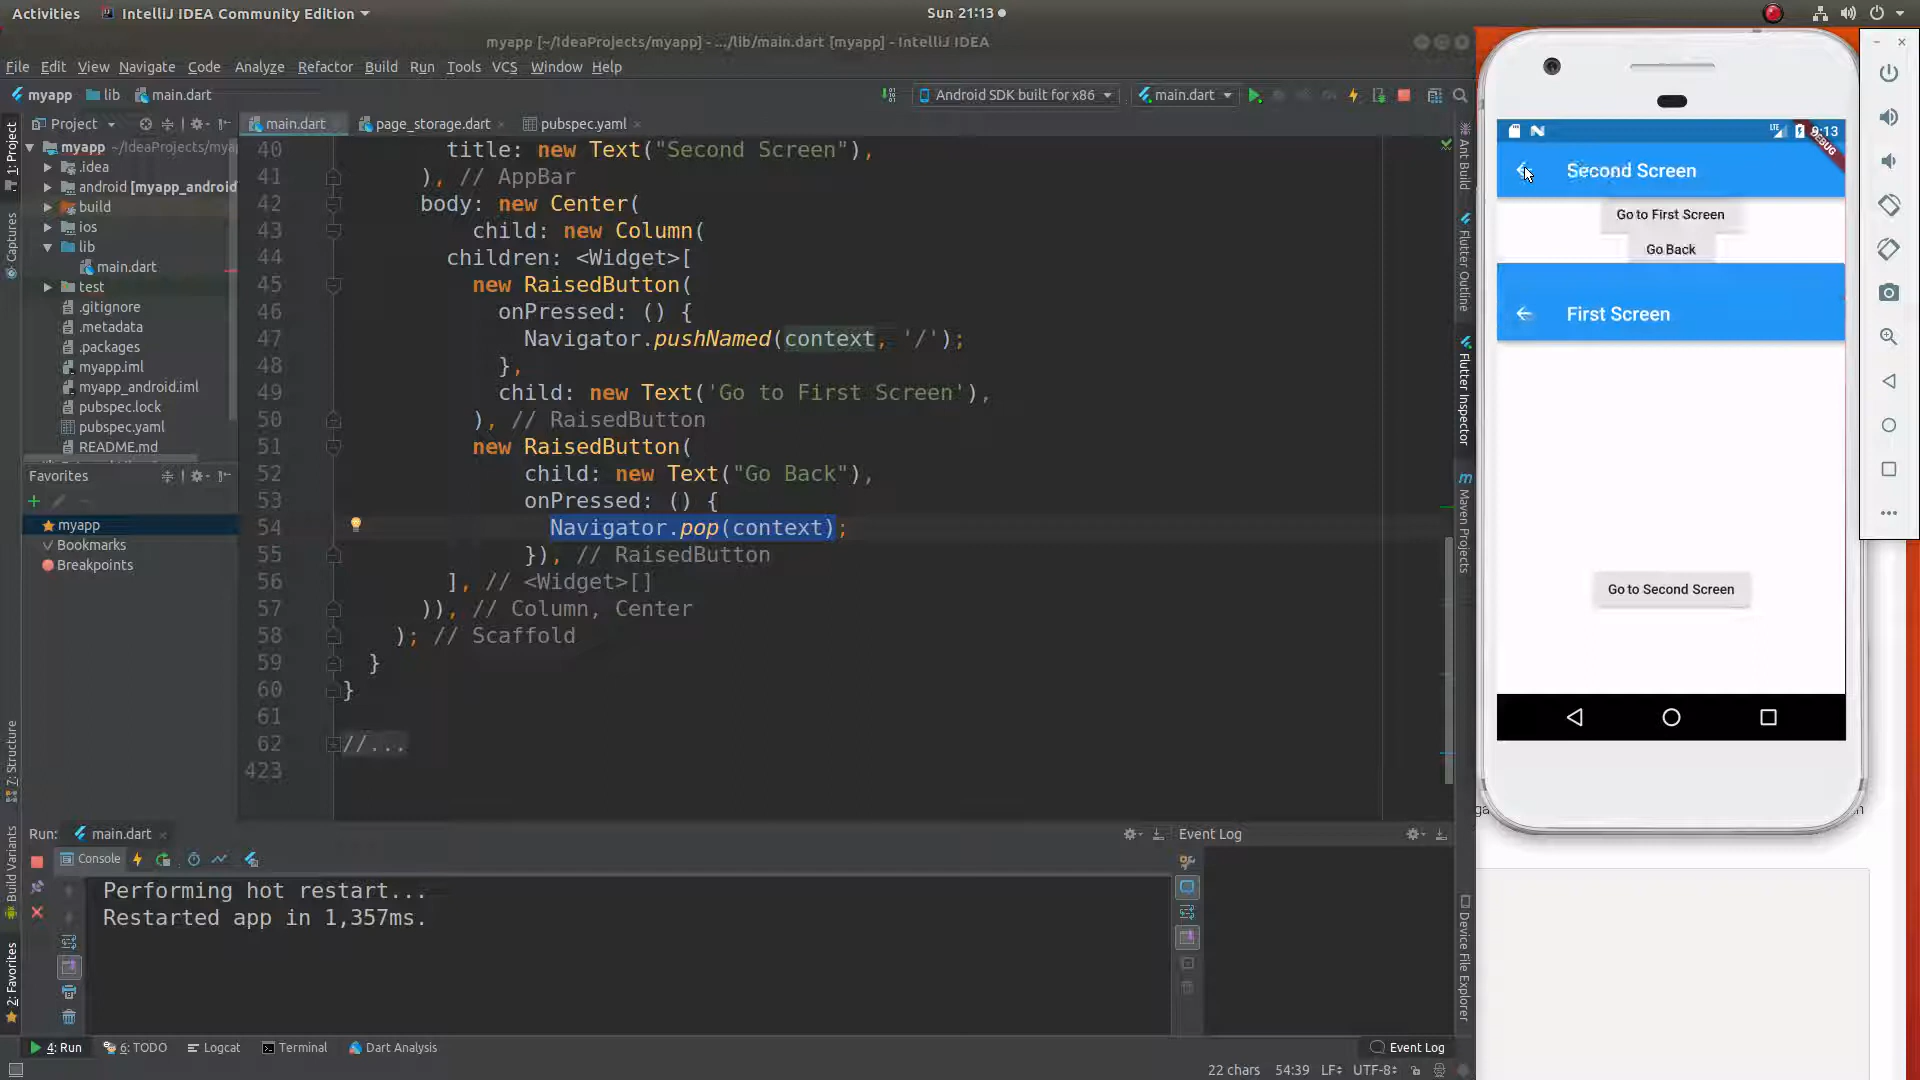 Activities
IntelliJ IDEA Community Edition
Sun 21:13
myapp [~/IdeaProjects/myapp] - .../lib/main.dart [myapp] - IntelliJ IDEA
File Edit View Navigate Code Analyze Refactor Build Run Tools VCS Window Help
myapp lib main.dart
Android SDK built for x86
main.dart
Project
main.dart
page_storage.dart
pubspec.yaml
1: Project
Captures
7: Structure
Build Variants
2: Favorites
myapp ~/IdeaProjects/mya
.idea
android [myapp_android
build
ios
lib
main.dart
test
.gitignore
.metadata
.packages
myapp.iml
myapp_android.iml
pubspec.lock
pubspec.yaml
README.md
Favorites
myapp
Bookmarks
Breakpoints
40 title: new Text("Second Screen"),
41 ), // AppBar
42 body: new Center(
43 child: new Column(
44 children: <Widget>[
45 new RaisedButton(
46 onPressed: () {
47 Navigator.pushNamed(context, '/');
48 },
49 child: new Text('Go to First Screen'),
50 ), // RaisedButton
51 new RaisedButton(
52 child: new Text("Go Back"),
53 onPressed: () {
54 Navigator.pop(context);
55 }), // RaisedButton
56 ], // <Widget>[]
57 )), // Column, Center
58 ); // Scaffold
59 }
60 }
61
62 //...
423
Ant Build
Flutter Outline
Flutter Inspector
Maven Projects
Device File Explorer
LTE
9:13
DEBUG
Second Screen
Go to First Screen
Go Back
First Screen
Go to Second Screen
Run: main.dart
Event Log
Console
Performing hot restart...
Restarted app in 1,357ms.
4: Run
6: TODO
Logcat
Terminal
Dart Analysis
Event Log
22 chars
54:39
LF
UTF-8